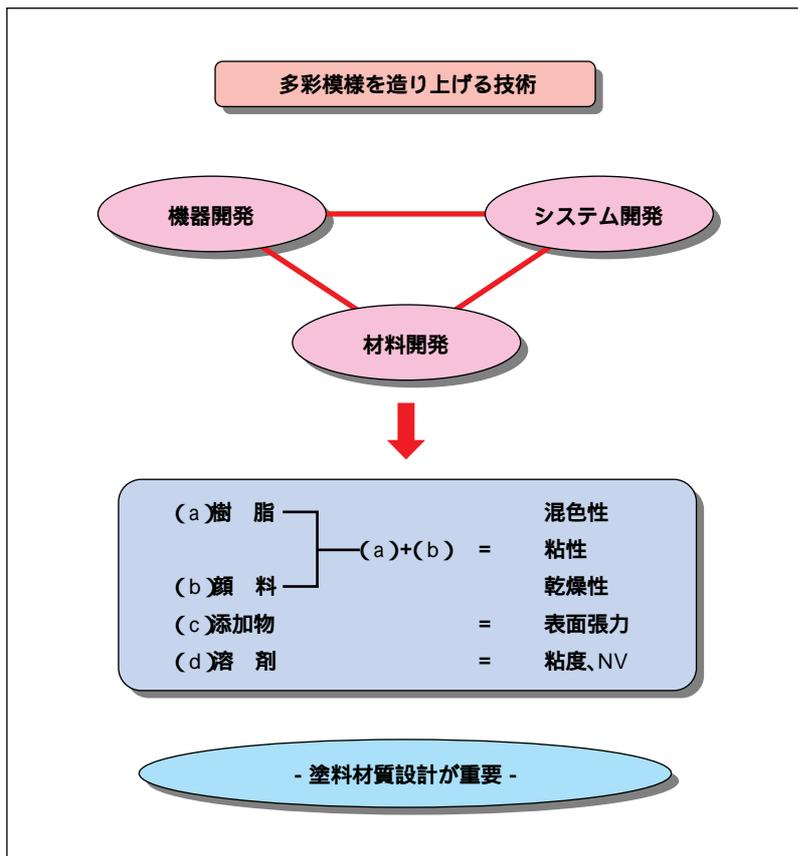 多彩模様を造り上げる技術
機器開発
システム開発
材料開発
(a)樹 脂
混色性
(a)+(b) = 粘性
(b)顔 料
乾燥性
(c)添加物 = 表面張力
(d)溶 剤 = 粘度、NV
- 塗料材質設計が重要 -